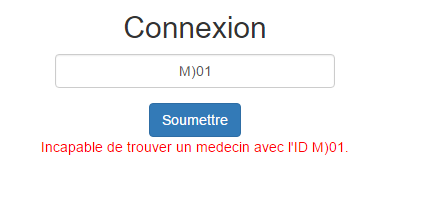 Connexion
M)01
Soumettre
Incapable de trouver un medecin avec l'ID M)01.